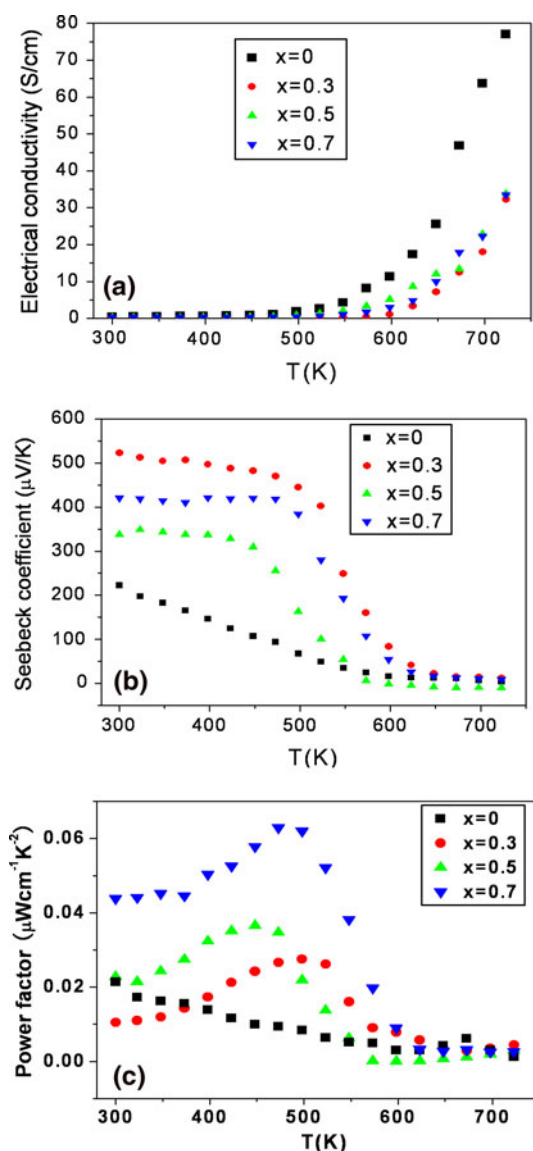 80
70
60
50
40
30
20
10
0
Electrical conductivity (S/cm)
x=0
x=0.3
x=0.5
x=0.7
(a)
300 400 500 600 700
T(K)
600
500
400
300
200
100
0
Seebeck coefficient (μV/K)
x=0
x=0.3
x=0.5
x=0.7
(b)
300 400 500 600 700
T(K)
0.06
0.04
0.02
0.00
Power factor (μWcm⁻¹K⁻²)
x=0
x=0.3
x=0.5
x=0.7
(c)
300 400 500 600 700
T(K)